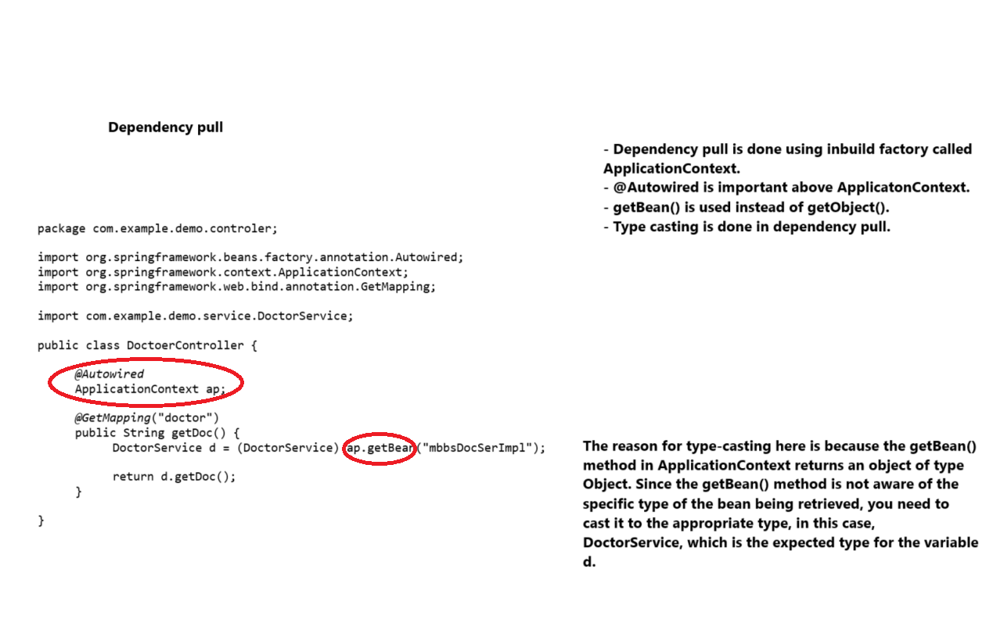 Dependency pull
- Dependency pull is done using inbuild factory called
ApplicationContext.
- @Autowired is important above ApplicatonContext.
- getBean() is used instead of getObject().
- Type casting is done in dependency pull.
package com.example.demo.controler;
import org.springframework.beans.factory.annotation.Autowired;
import org.springframework.context.ApplicationContext;
import org.springframework.web.bind.annotation.GetMapping;
import com.example.demo.service.DoctorService;
public class DoctoerController {
@Autowired
ApplicationContext ap;
@GetMapping("doctor")
public String getDoc() {
DoctorService d = (DoctorService) ap.getBean("mbbsDocSerImpl");
return d.getDoc();
}
}
The reason for type-casting here is because the getBean()
method in ApplicationContext returns an object of type
Object. Since the getBean() method is not aware of the
specific type of the bean being retrieved, you need to
cast it to the appropriate type, in this case,
DoctorService, which is the expected type for the variable
d.